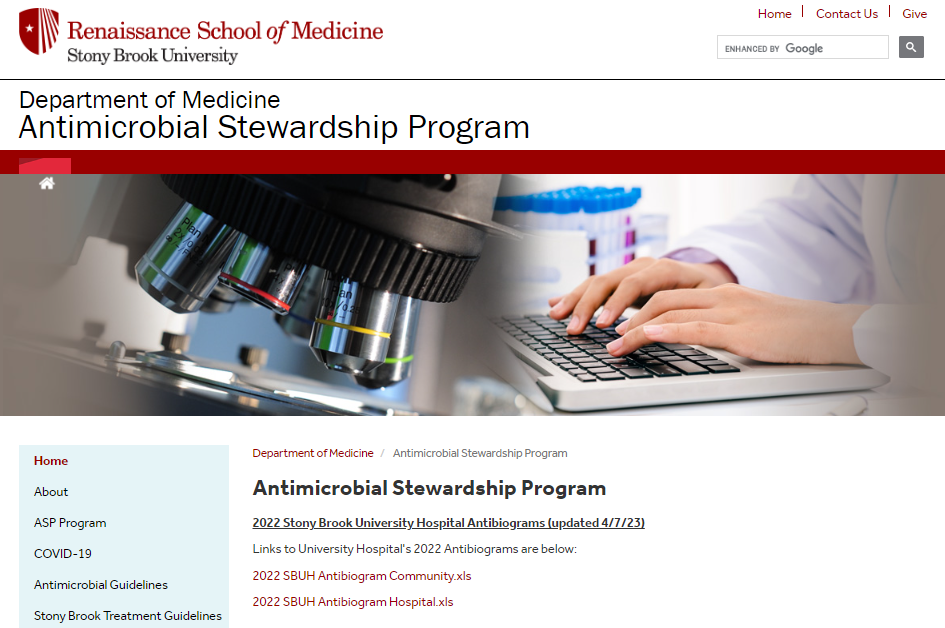 Renaissance School of Medicine
Stony Brook University
Home
Contact Us
Give
ENHANCED BY Google
Department of Medicine
Antimicrobial Stewardship Program
Plan
Home
About
ASP Program
COVID-19
Antimicrobial Guidelines
Stony Brook Treatment Guidelines
Department of Medicine / Antimicrobial Stewardship Program
Antimicrobial Stewardship Program
2022 Stony Brook University Hospital Antibiograms (updated 4/7/23)
Links to University Hospital's 2022 Antibiograms are below:
2022 SBUH Antibiogram Community.xls
2022 SBUH Antibiogram Hospital.xls